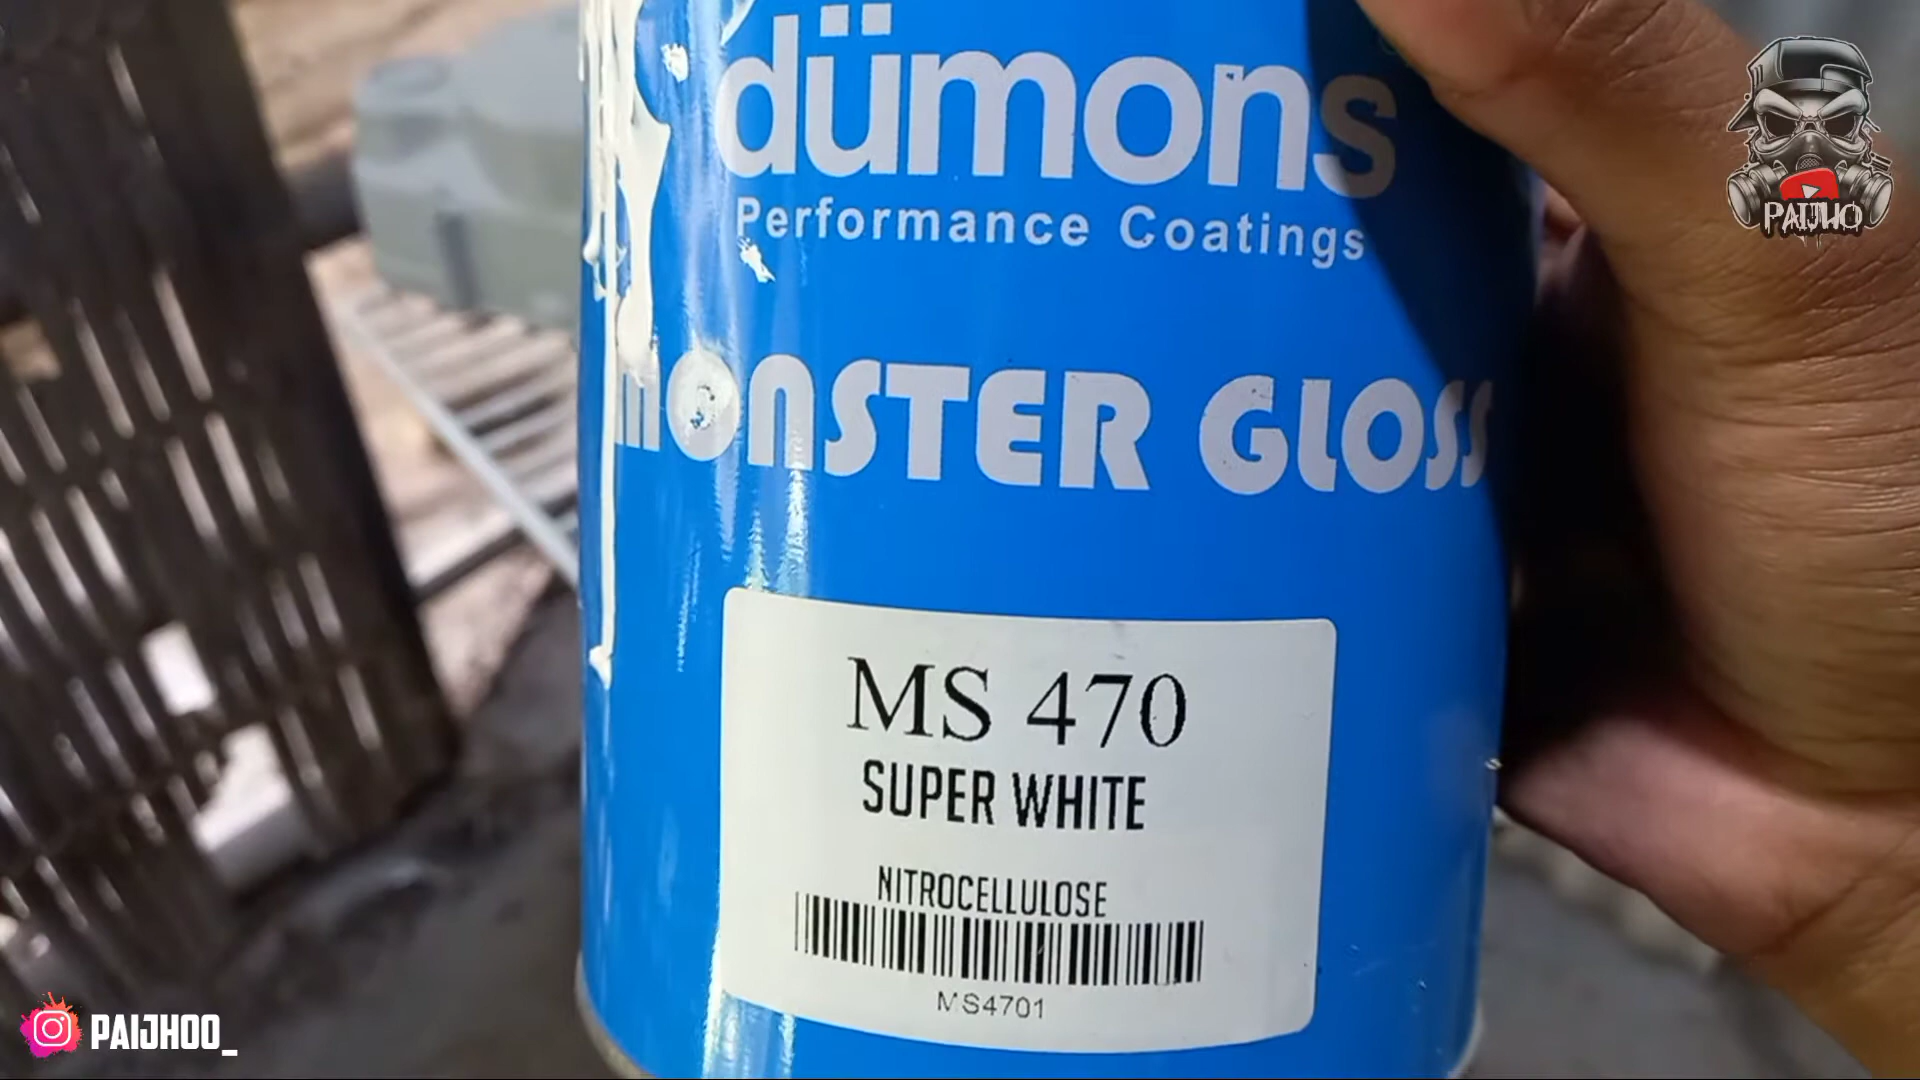 dümons
Performance Coatings
MONSTER GLOSS
MS 470
SUPER WHITE
NITROCELLULOSE
MS4701
PAIJHO
PAIJHOO_